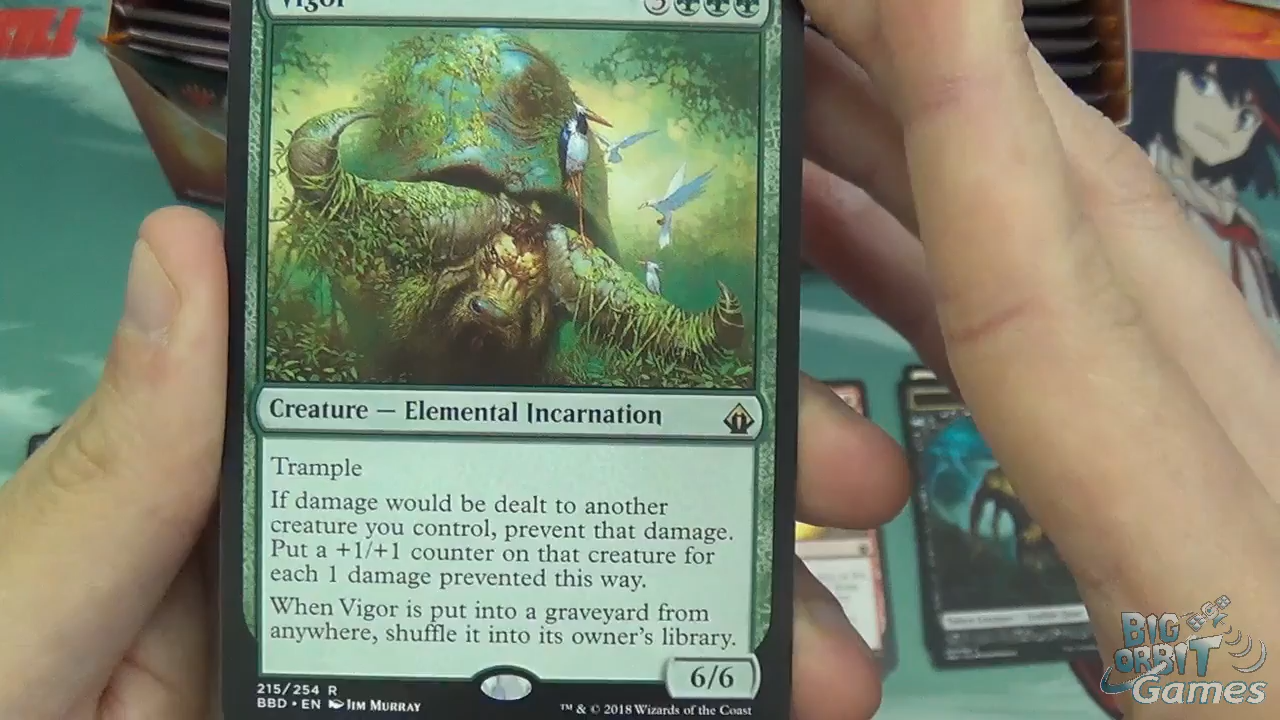 Vigor 3
Creature — Elemental Incarnation
Trample
If damage would be dealt to another
creature you control, prevent that damage.
Put a +1/+1 counter on that creature for
each 1 damage prevented this way.
When Vigor is put into a graveyard from
anywhere, shuffle it into its owner's library.
6/6
215/254 R
BBD • EN JIM MURRAY
™ & © 2018 Wizards of the Coast
BIG
ORBIT
Games